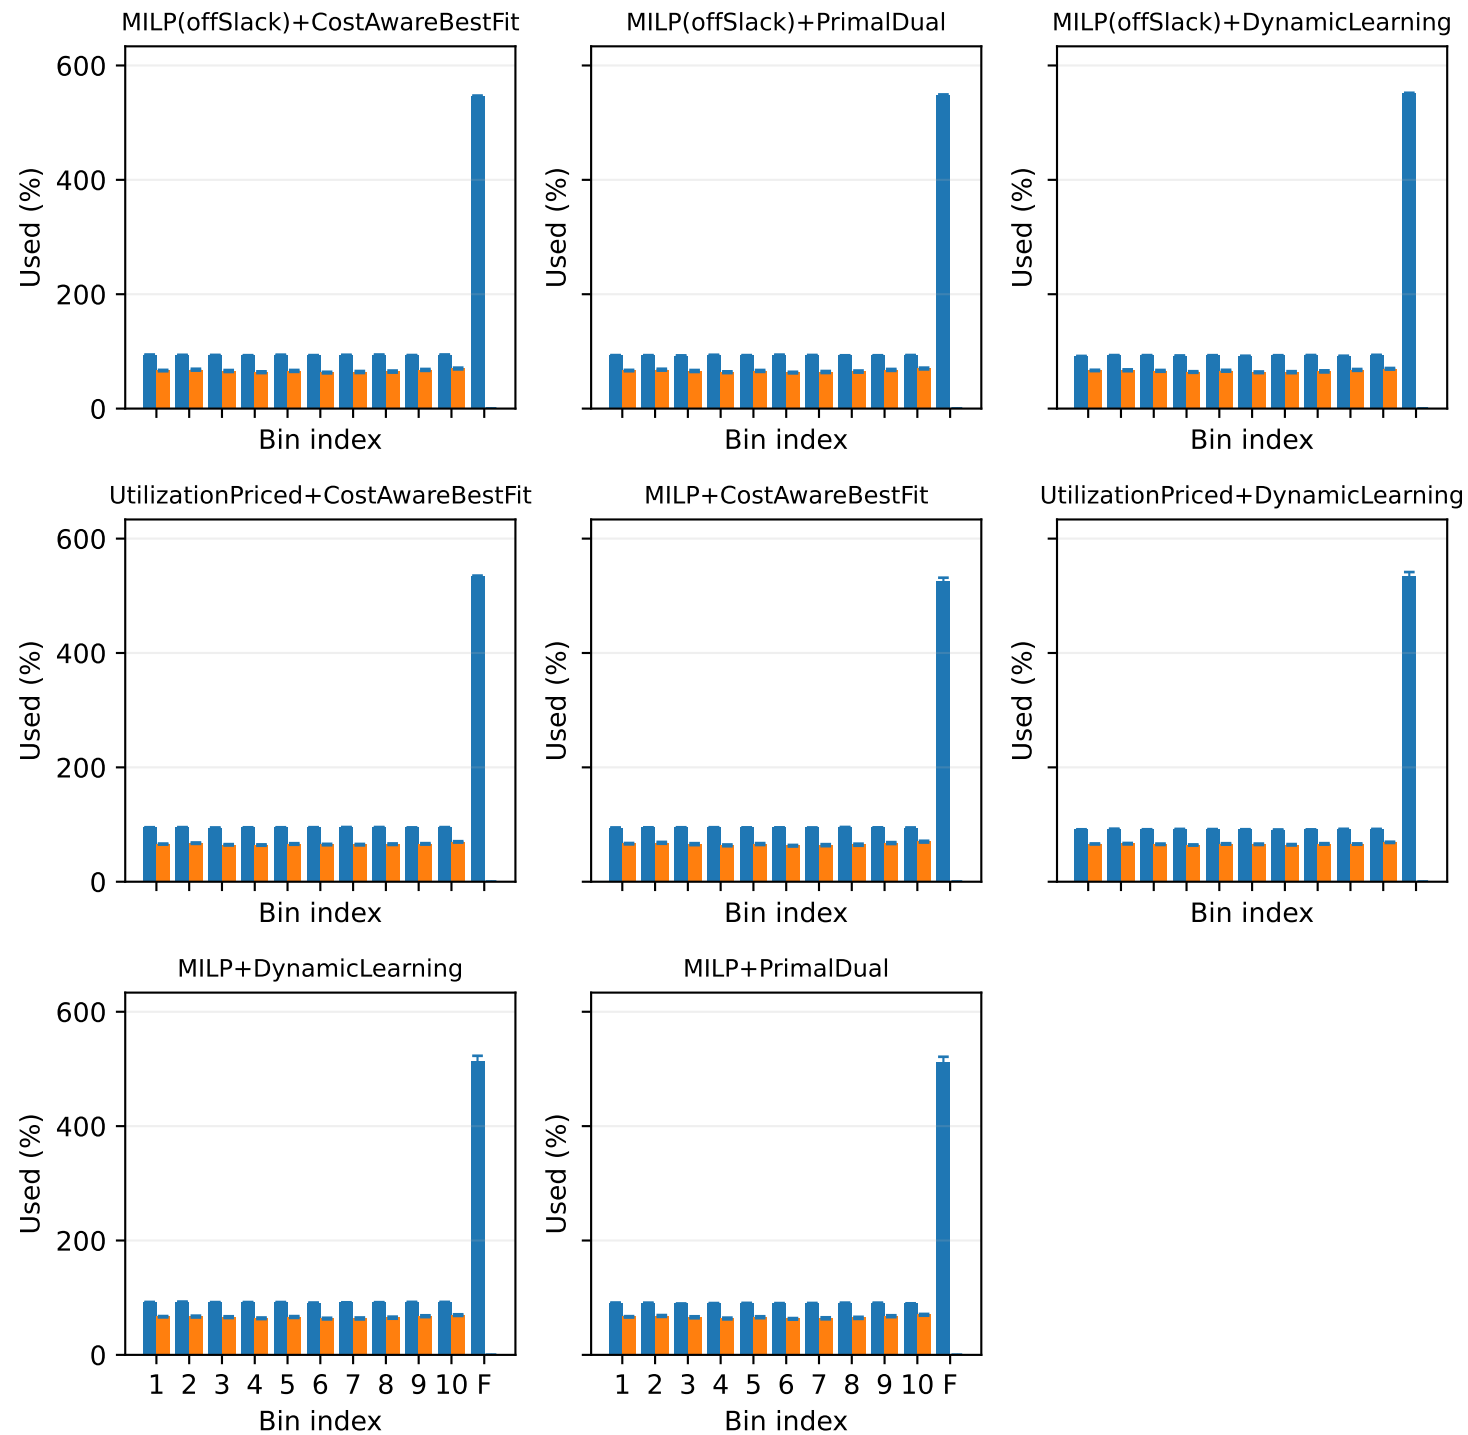 MILP(offSlack)+CostAwareBestFit
MILP(offSlack)+PrimalDual
MILP(offSlack)+DynamicLearning
600
400
200
0
Used (%)
Used (%)
Used (%)
Bin index
Bin index
Bin index
UtilizationPriced+CostAwareBestFit
MILP+CostAwareBestFit
UtilizationPriced+DynamicLearning
600
400
200
0
Used (%)
Used (%)
Used (%)
Bin index
Bin index
Bin index
MILP+DynamicLearning
MILP+PrimalDual
600
400
200
0
Used (%)
Used (%)
1 2 3 4 5 6 7 8 9 10 F
1 2 3 4 5 6 7 8 9 10 F
Bin index
Bin index